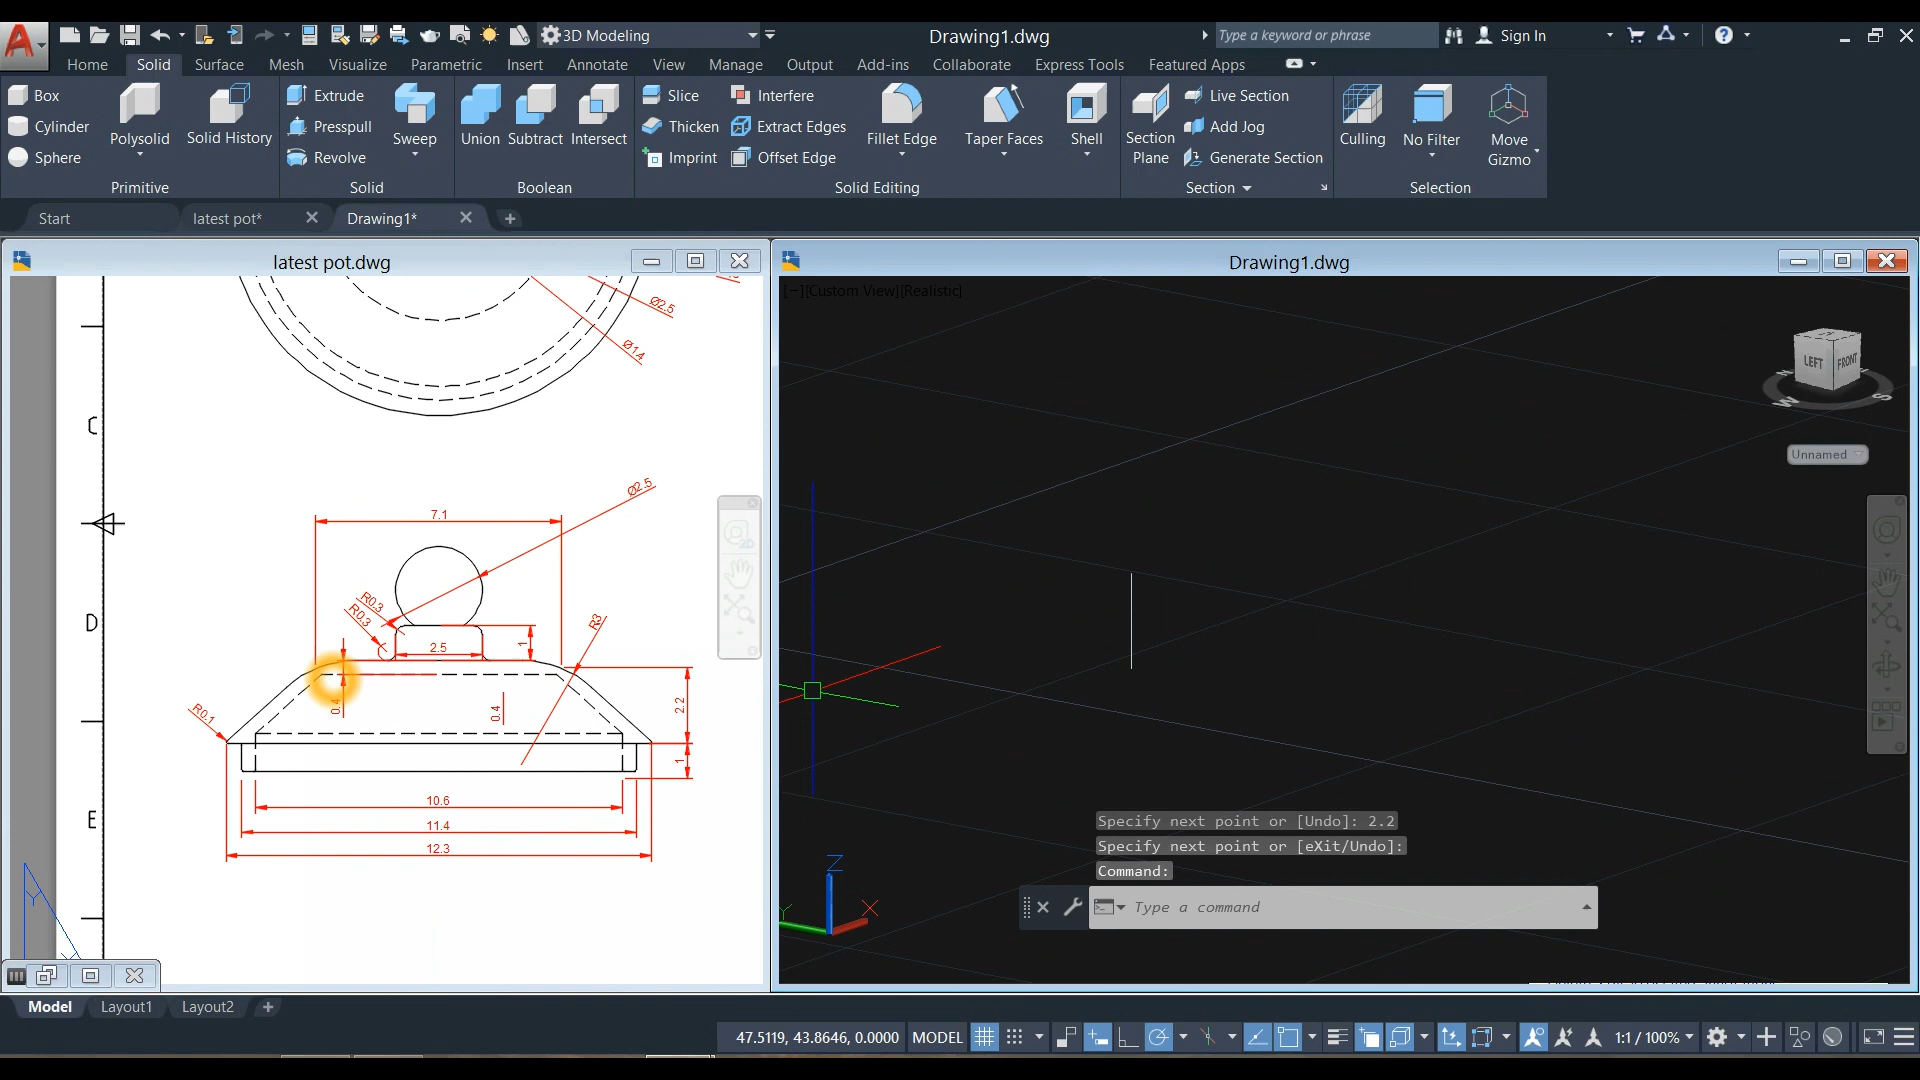 3D Modeling
Drawing1.dwg
Type a keyword or phrase
Sign In
Home Solid Surface Mesh Visualize Parametric Insert Annotate View Manage Output Add-ins Collaborate Express Tools Featured Apps
Box
Cylinder
Sphere
Polysolid
Solid History
Primitive
Extrude
Presspull
Revolve
Sweep
Solid
Union Subtract Intersect
Boolean
Slice
Thicken
Imprint
Interfere
Extract Edges
Offset Edge
Fillet Edge
Taper Faces
Shell
Solid Editing
Section
Plane
Live Section
Add Jog
Generate Section
Section
Culling
No Filter
Move
Gizmo
Selection
Start
latest pot*
Drawing1*
latest pot.dwg
Ø2.5
Ø14
C
D
E
Ø2.5
7.1
R0.3
R0.3
R3
2.5
1
0.4
0.4
2.2
R0.1
1
10.6
11.4
12.3
Y
2D
Drawing1.dwg
[−][Custom View][Realistic]
LEFT
FRONT
W
S
Unnamed
Z
X
Y
Specify next point or [Undo]: 2.2
Specify next point or [eXit/Undo]:
Command:
Type a command
Model Layout1 Layout2
47.5119, 43.8646, 0.0000 MODEL
1:1 / 100%